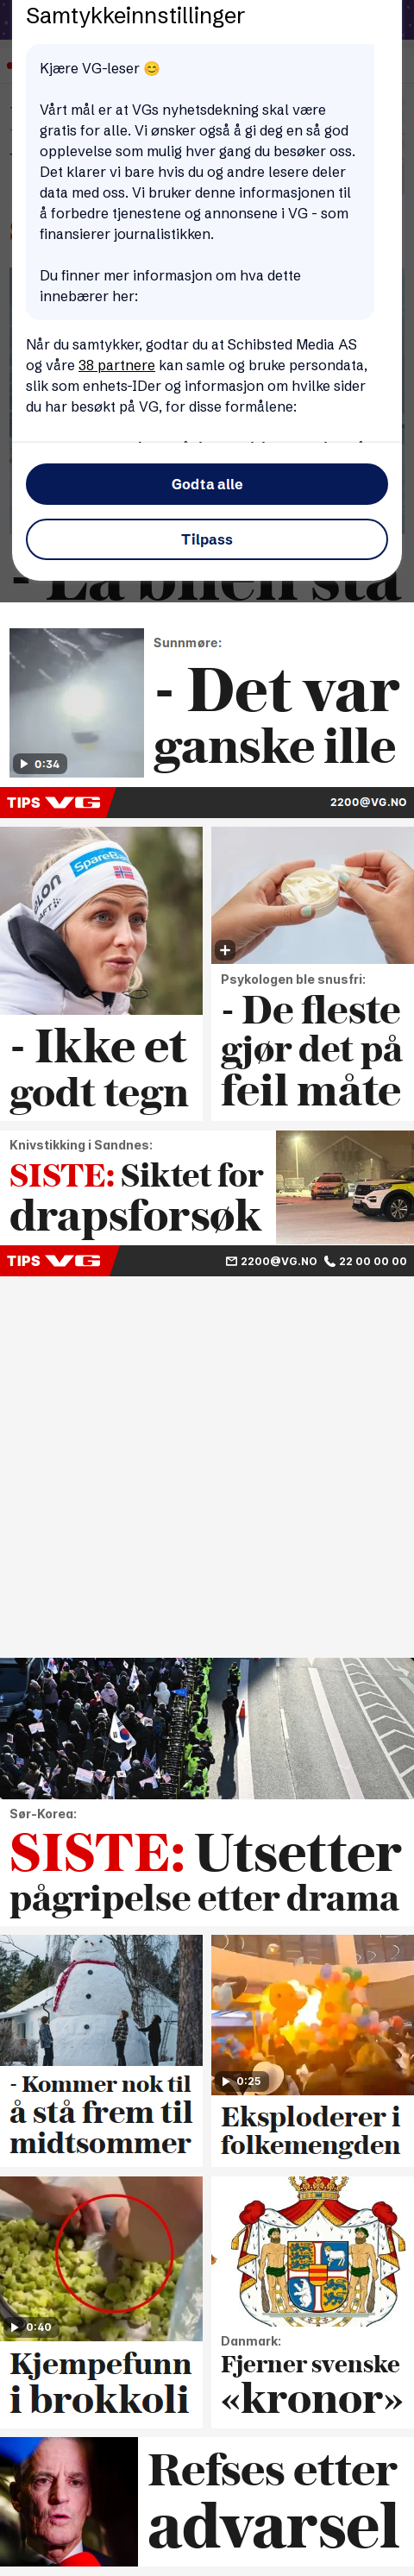 Samtykkeinnstillinger
Kjære VG-leser 😊
Vårt mål er at VGs nyhetsdekning skal være
gratis for alle. Vi ønsker også å gi deg en så god
opplevelse som mulig hver gang du besøker oss.
Det klarer vi bare hvis du og andre lesere deler
data med oss. Vi bruker denne informasjonen til
å forbedre tjenestene og annonsene i VG - som
finansierer journalistikken.
Du finner mer informasjon om hva dette
innebærer her:
Når du samtykker, godtar du at Schibsted Media AS
og våre 38 partnere kan samle og bruke persondata,
slik som enhets-IDer og informasjon om hvilke sider
du har besøkt på VG, for disse formålene:
Godta alle
Tilpass
- La bilen stå
Sunnmøre:
- Det var
ganske ille
0:34
TIPS VG 2200@VG.NO
SpareBan
- Ikke et
godt tegn
Psykologen ble snusfri:
- De fleste
gjør det på
feil måte
Knivstikking i Sandnes:
SISTE: Siktet for
drapsforsøk
TIPS VG 2200@VG.NO 22 00 00 00
Sør-Korea:
SISTE: Utsetter
pågripelse etter drama
- Kommer nok til
å stå frem til
midtsommer
0:25
Eksploderer i
folkemengden
0:40
Kjempefunn
i brokkoli
Danmark:
Fjerner svenske
«kronor»
Refses etter
advarsel